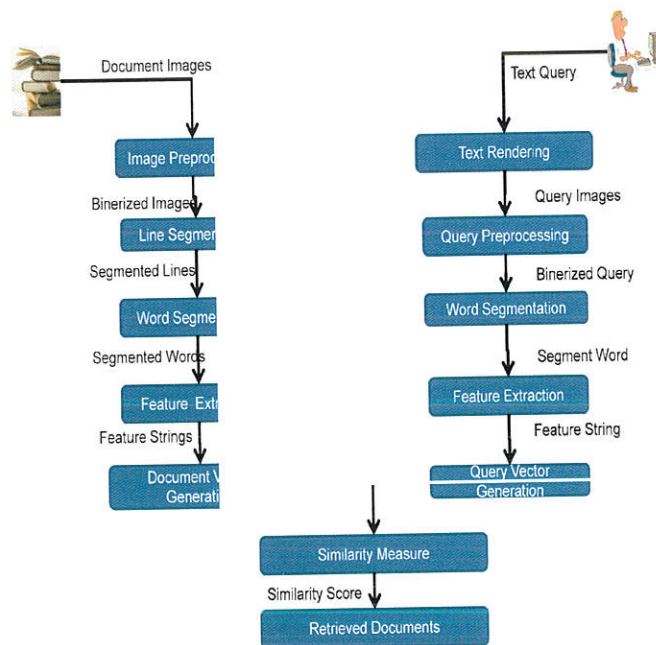 Document Images
Image Preproc
Binerized Images
Line Segmen
Segmented Lines
Word Segme
Segmented Words
Feature Extr
Feature Strings
Document V
Generati
Text Query
Text Rendering
Query Images
Query Preprocessing
Binerized Query
Word Segmentation
Segment Word
Feature Extraction
Feature String
Query Vector
Generation
Similarity Measure
Similarity Score
Retrieved Documents